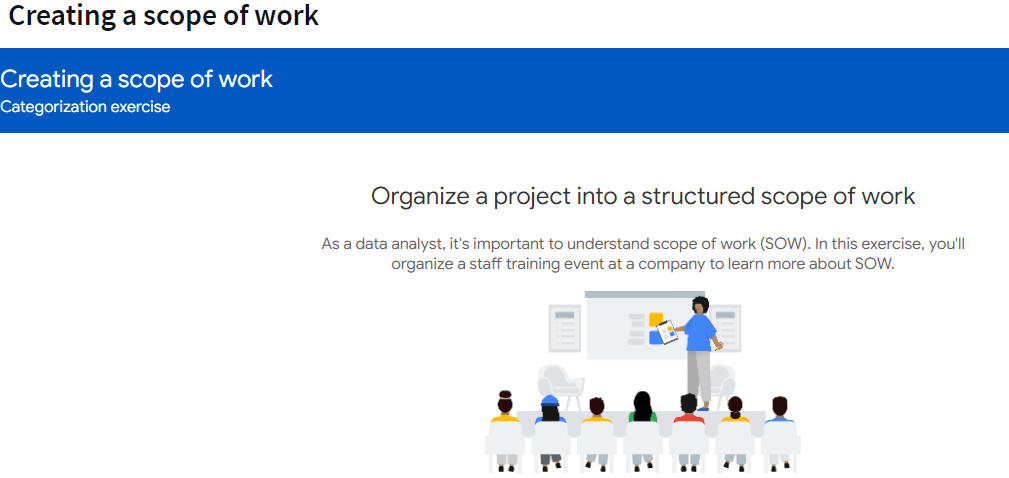 Creating a scope of work
Creating a scope of work
Categorization exercise
Organize a project into a structured scope of work
As a data analyst, it's important to understand scope of work (SOW). In this exercise, you'll
organize a staff training event at a company to learn more about SOW.